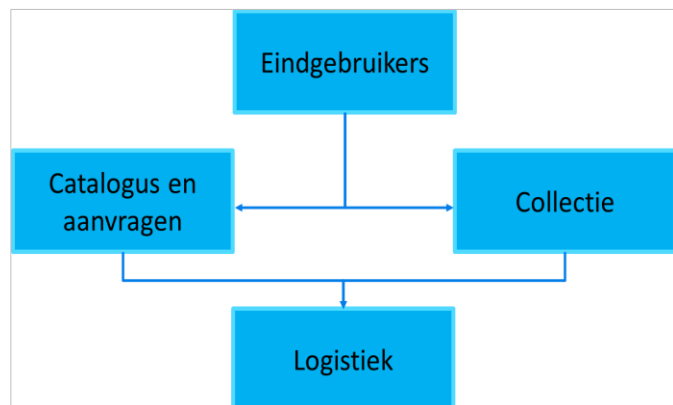 Eindgebruikers
Catalogus en
aanvragen
Collectie
Logistiek